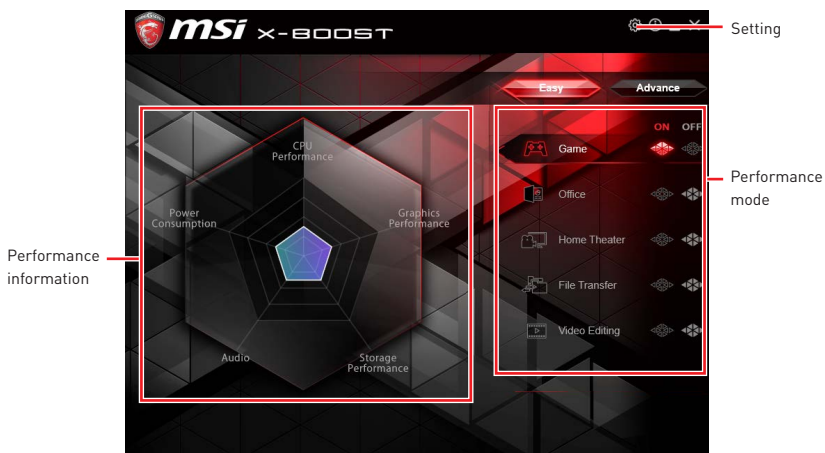 msi X-BOOST
Setting
Easy
Advance
ON OFF
Game
Office
Home Theater
File Transfer
Video Editing
Performance
mode
Performance
information
CPU
Performance
Power
Consumption
Graphics
Performance
Audio
Storage
Performance